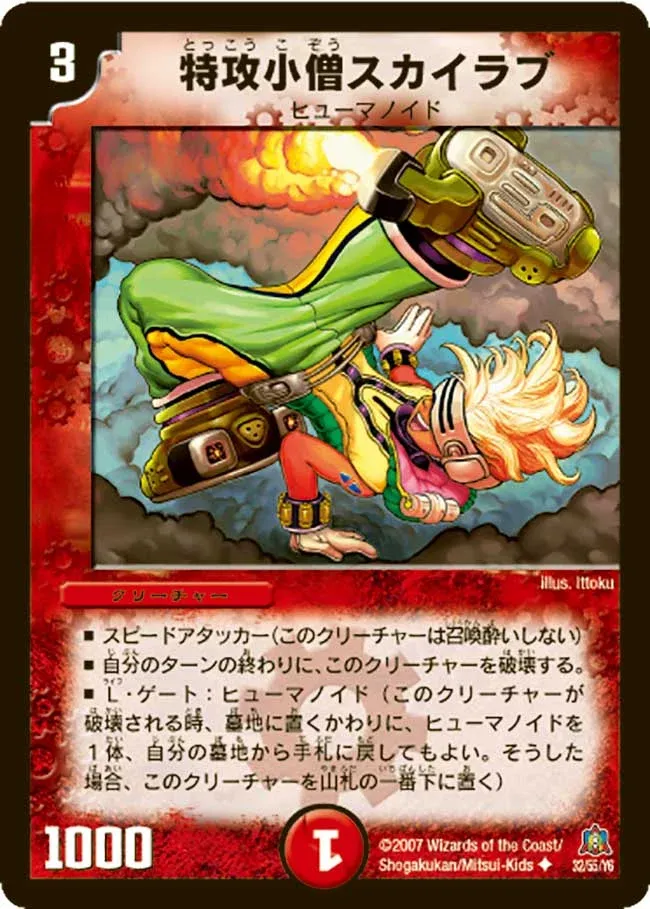 3
とっこう こ ぞう
特攻小僧スカイラブ
ヒューマノイド
illus. Ittoku
クリーチャー
■ スピードアタッカー(このクリーチャーは召喚酔いしない)
■ 自分のターンの終わりに、このクリーチャーを破壊する。
■ L・ゲート:ヒューマノイド(このクリーチャーが
破壊される時、墓地に置くかわりに、ヒューマノイドを
1体、自分の墓地から手札に戻してもよい。そうした
場合、このクリーチャーを山札の一番下に置く)
1000
1
©2007 Wizards of the Coast/
Shogakukan/Mitsui-Kids ◆ 32/55/Y6